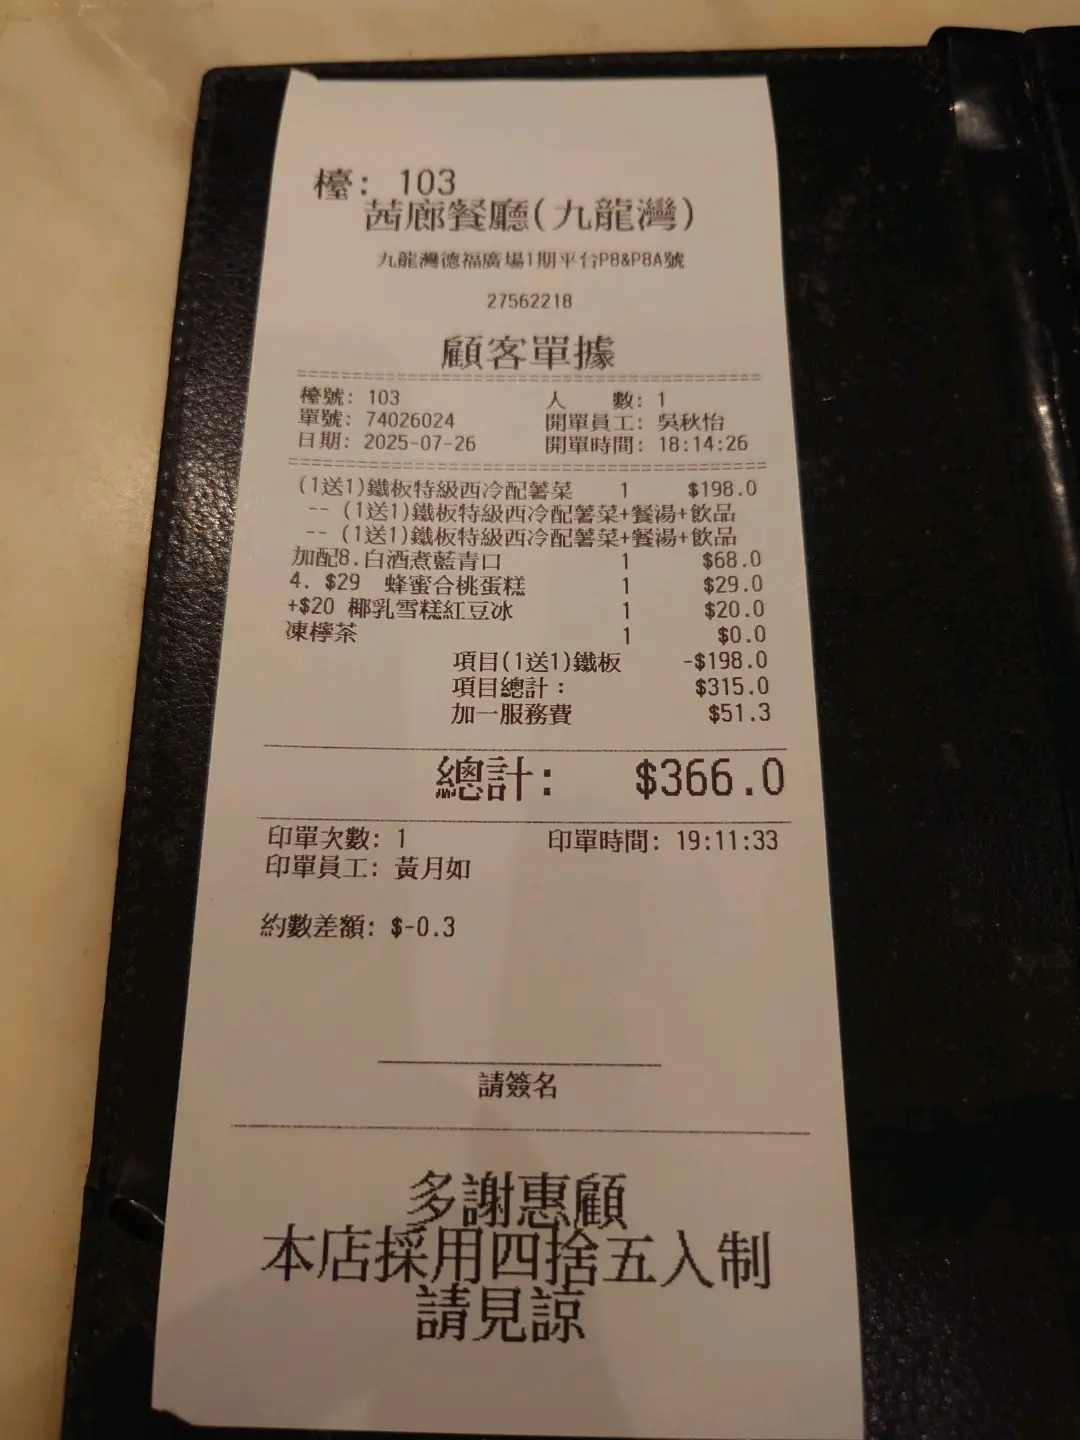 檯: 103
茜廊餐廳(九龍灣)
九龍灣德福廣場1期平台P8&P8A號
27562218
顧客單據
檯號: 103 人 數: 1
單號: 74026024 開單員工: 吳秋怡
日期: 2025-07-26 開單時間: 18:14:26
(1送1)鐵板特級西冷配薯菜 1 $198.0
-- (1送1)鐵板特級西冷配薯菜+餐湯+飲品
-- (1送1)鐵板特級西冷配薯菜+餐湯+飲品
加配8.白酒煮藍青口 1 $68.0
4. $29 蜂蜜合桃蛋糕 1 $29.0
+$20 椰乳雪糕紅豆冰 1 $20.0
凍檸茶 1 $0.0
項目(1送1)鐵板 -$198.0
項目總計: $315.0
加一服務費 $51.3
總計: $366.0
印單次數: 1 印單時間: 19:11:33
印單員工: 黃月如
約數差額: $-0.3
請簽名
多謝惠顧
本店採用四捨五入制
請見諒